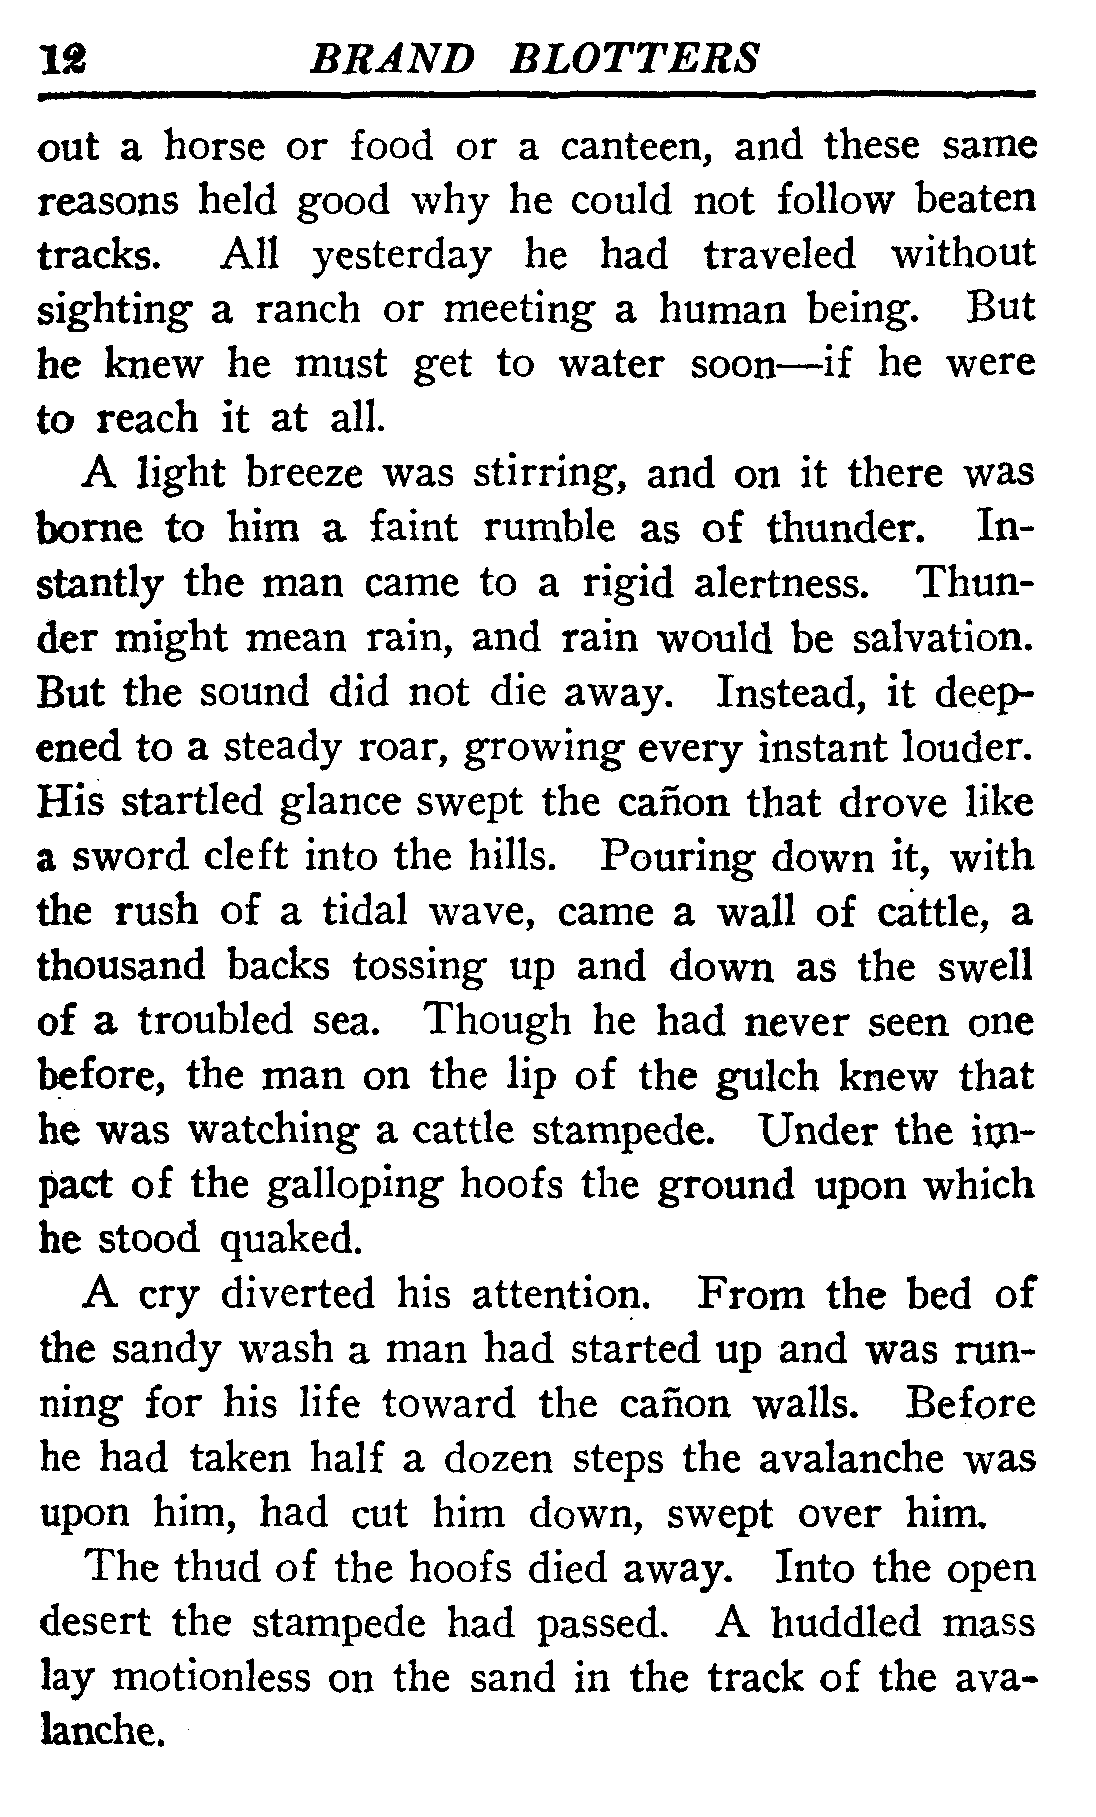 12 BRAND BLOTTERS
out a horse or food or a canteen, and these same
reasons held good why he could not follow beaten
tracks. All yesterday he had traveled without
sighting a ranch or meeting a human being. But
he knew he must get to water soon—if he were
to reach it at all.
A light breeze was stirring, and on it there was
borne to him a faint rumble as of thunder. In-
stantly the man came to a rigid alertness. Thun-
der might mean rain, and rain would be salvation.
But the sound did not die away. Instead, it deep-
ened to a steady roar, growing every instant louder.
His startled glance swept the cañon that drove like
a sword cleft into the hills. Pouring down it, with
the rush of a tidal wave, came a wall of cattle, a
thousand backs tossing up and down as the swell
of a troubled sea. Though he had never seen one
before, the man on the lip of the gulch knew that
he was watching a cattle stampede. Under the im-
pact of the galloping hoofs the ground upon which
he stood quaked.
A cry diverted his attention. From the bed of
the sandy wash a man had started up and was run-
ning for his life toward the cañon walls. Before
he had taken half a dozen steps the avalanche was
upon him, had cut him down, swept over him.
The thud of the hoofs died away. Into the open
desert the stampede had passed. A huddled mass
lay motionless on the sand in the track of the ava-
lanche.